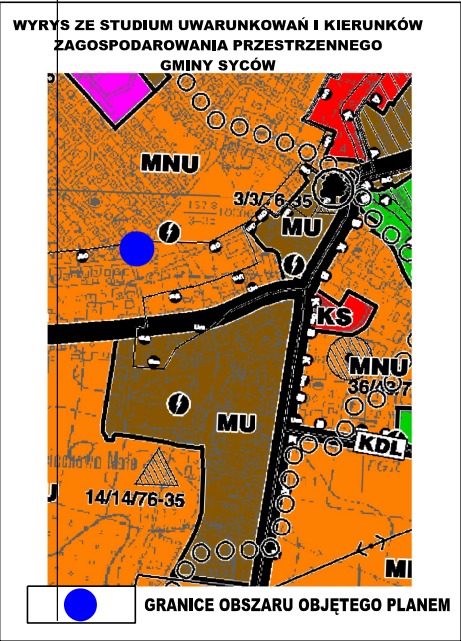 WYRYS ZE STUDIUM UWARUNKOWAŃ I KIERUNKÓW
ZAGOSPODAROWANIA PRZESTRZENNEGO
GMINY SYCÓW
MNU
3/3/76-35
MU
KS
MNU
KDL
MU
14/14/76-35
GRANICE OBSZARU OBJĘTEGO PLANEM